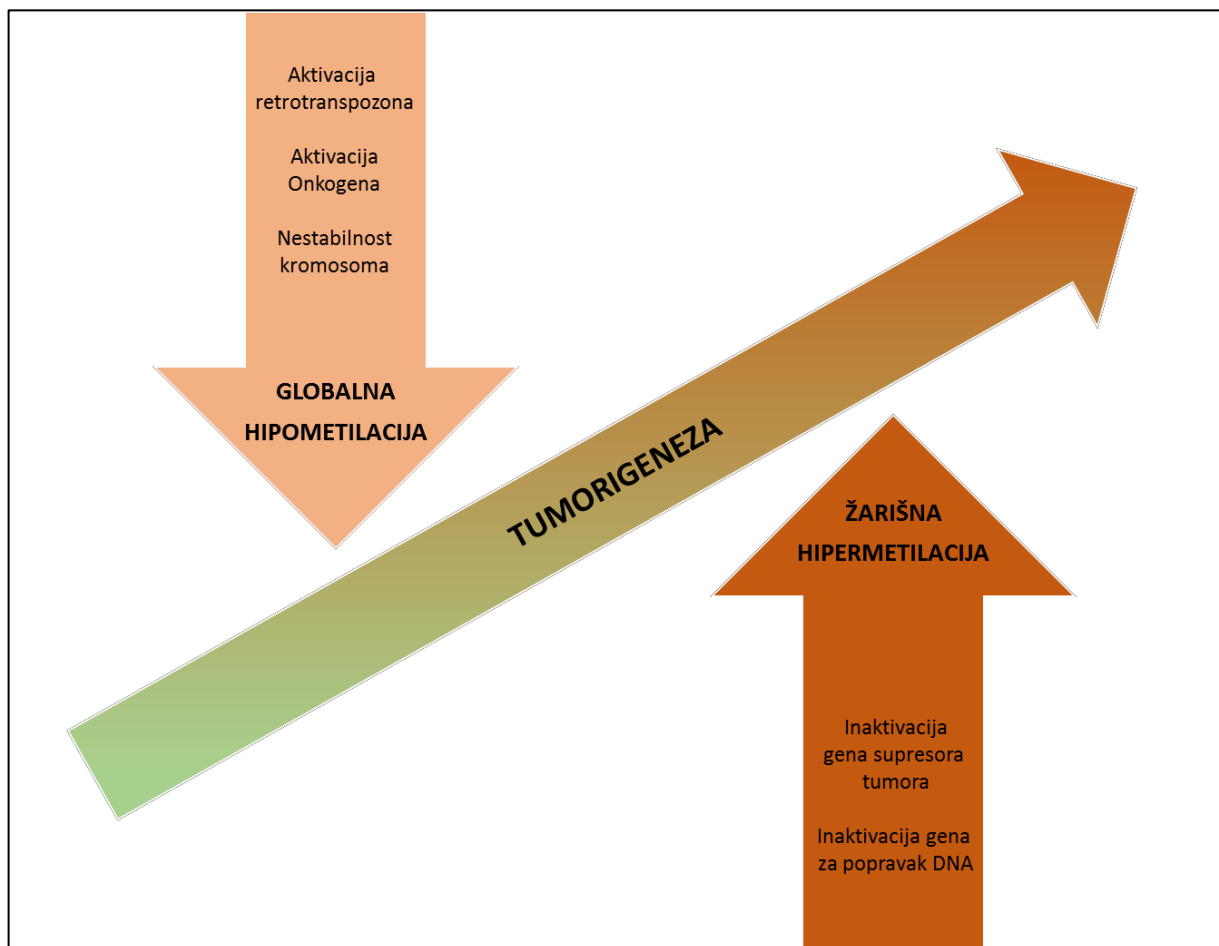 Aktivacija
retrotranspozona
Aktivacija
Onkogena
Nestabilnost
kromosoma
GLOBALNA
HIPOMETILACIJA
TUMORIGENEZA
ŽARIŠNA
HIPERMETILACIJA
Inaktivacija
gena supresora
tumora
Inaktivacija gena
za popravak DNA